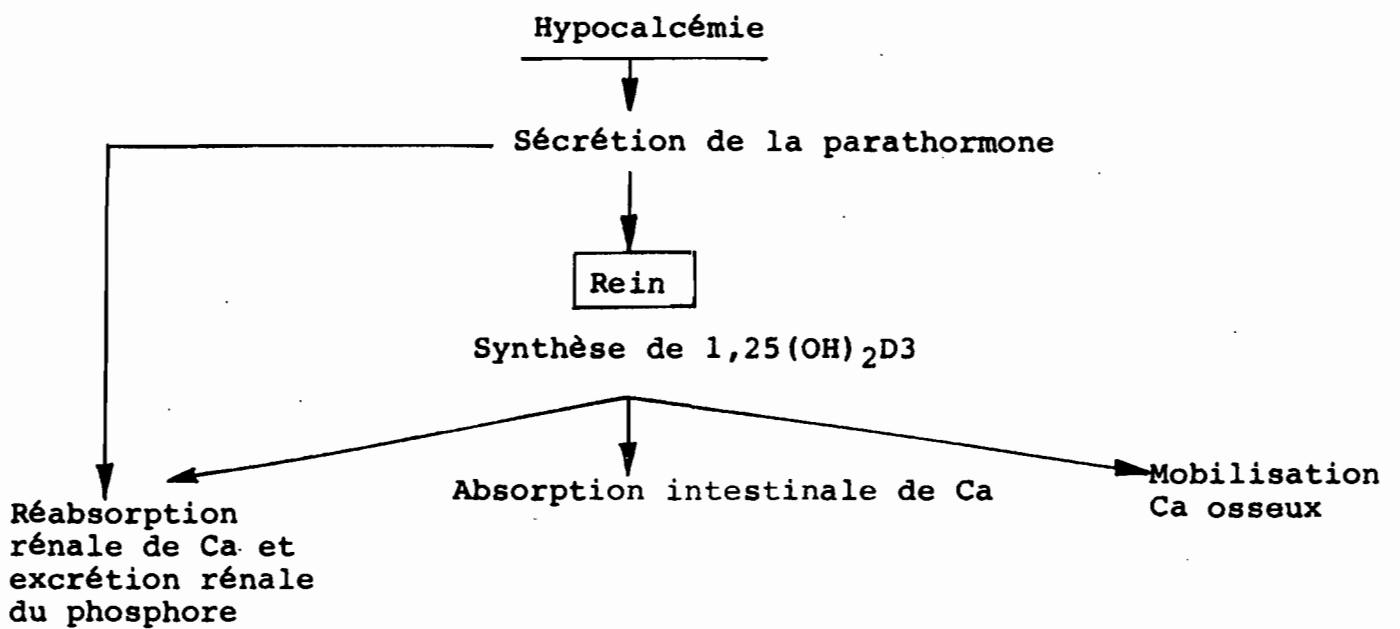 Hypocalcémie
Sécrétion de la parathormone
Rein
Synthèse de 1,25(OH)2D3
Absorption intestinale de Ca
Mobilisation
Ca osseux
Réabsorption
rénale de Ca et
excrétion rénale
du phosphore